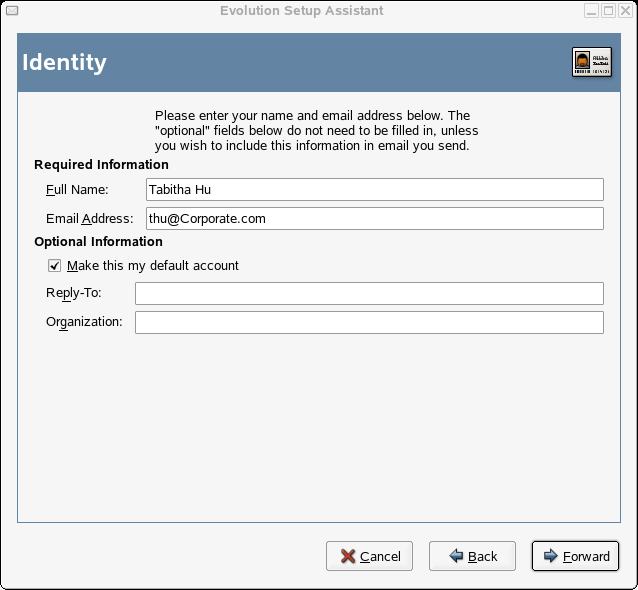 Evolution Setup Assistant
Identity
Please enter your name and email address below. The
"optional" fields below do not need to be filled in, unless
you wish to include this information in email you send.
Required Information
Full Name: Tabitha Hu
Email Address: thu@Corporate.com
Optional Information
Make this my default account
Reply-To:
Organization:
Cancel Back Forward